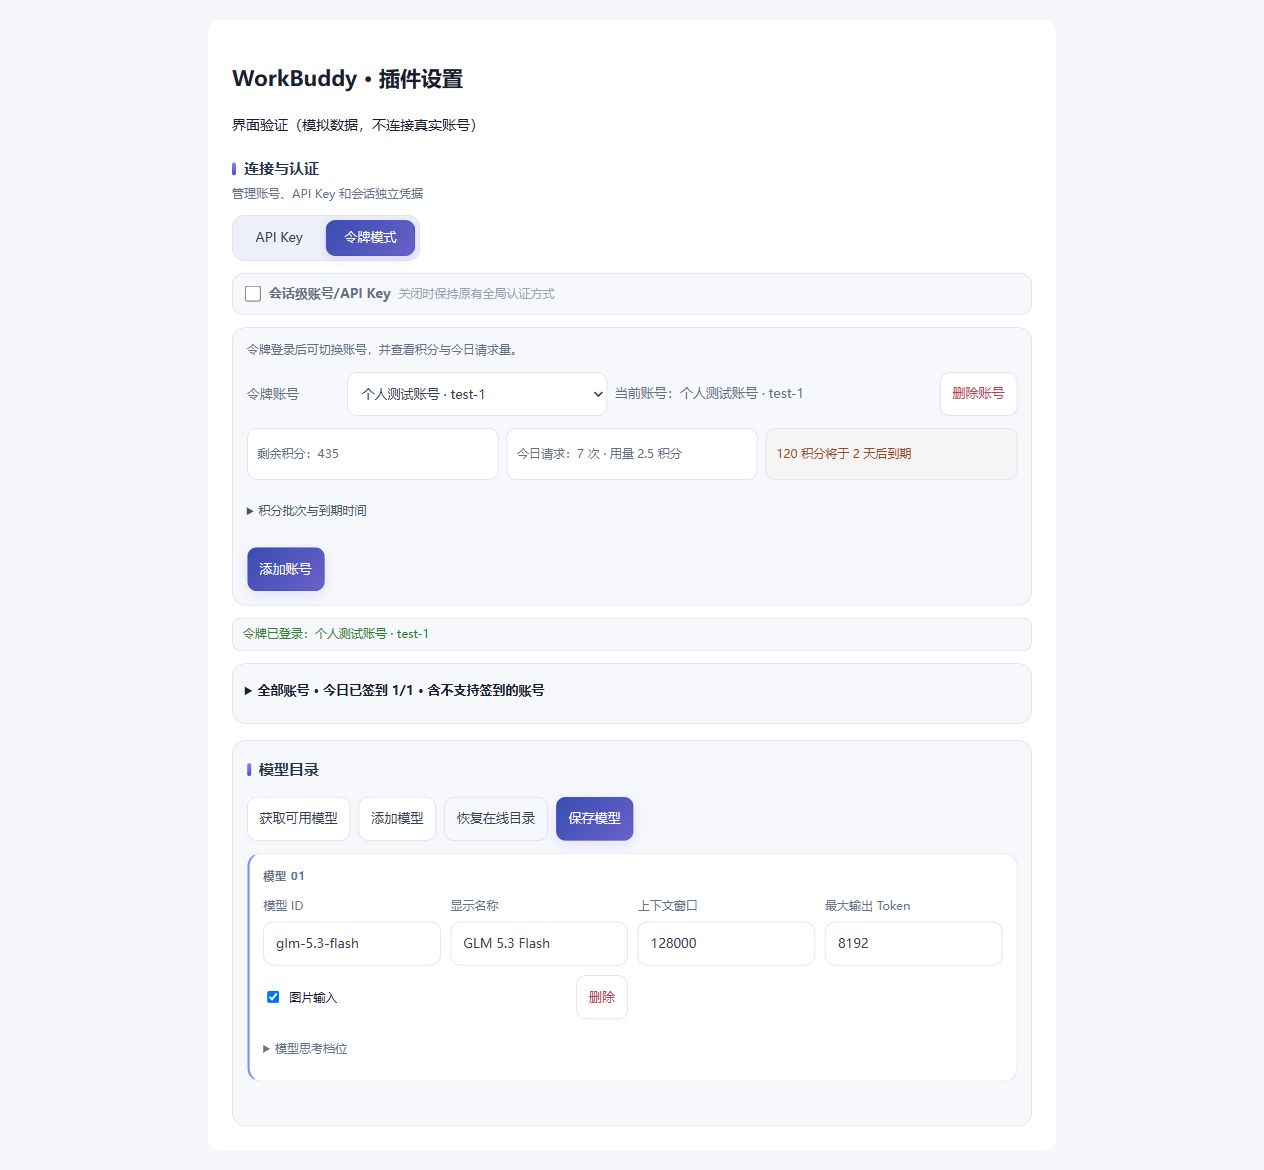 WorkBuddy • 插件设置
界面验证（模拟数据，不连接真实账号）
连接与认证
管理账号、API Key 和会话独立凭据
API Key 令牌模式
会话级账号/API Key 关闭时保持原有全局认证方式
令牌登录后可切换账号，并查看积分与今日请求量。
令牌账号 个人测试账号 · test-1 当前账号：个人测试账号 · test-1 删除账号
剩余积分：435 今日请求：7 次 · 用量 2.5 积分 120 积分将于 2 天后到期
▶ 积分批次与到期时间
添加账号
令牌已登录：个人测试账号 · test-1
▶ 全部账号 • 今日已签到 1/1 • 含不支持签到的账号
模型目录
获取可用模型 添加模型 恢复在线目录 保存模型
模型 01
模型 ID 显示名称 上下文窗口 最大输出 Token
glm-5.3-flash GLM 5.3 Flash 128000 8192
图片输入 删除
▶ 模型思考档位